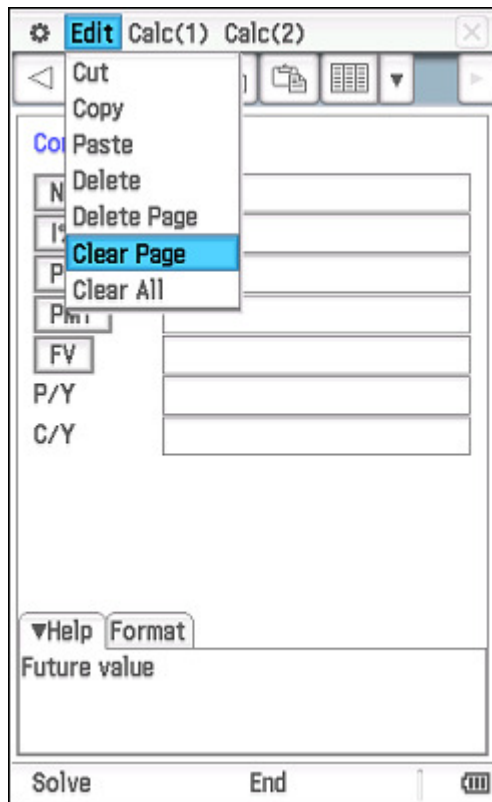 Edit Calc(1) Calc(2)
Cut
Copy
Paste
Delete
Delete Page
Clear Page
Clear All
N
PMT
FV
P/Y
C/Y
▼Help Format
Future value
Solve End